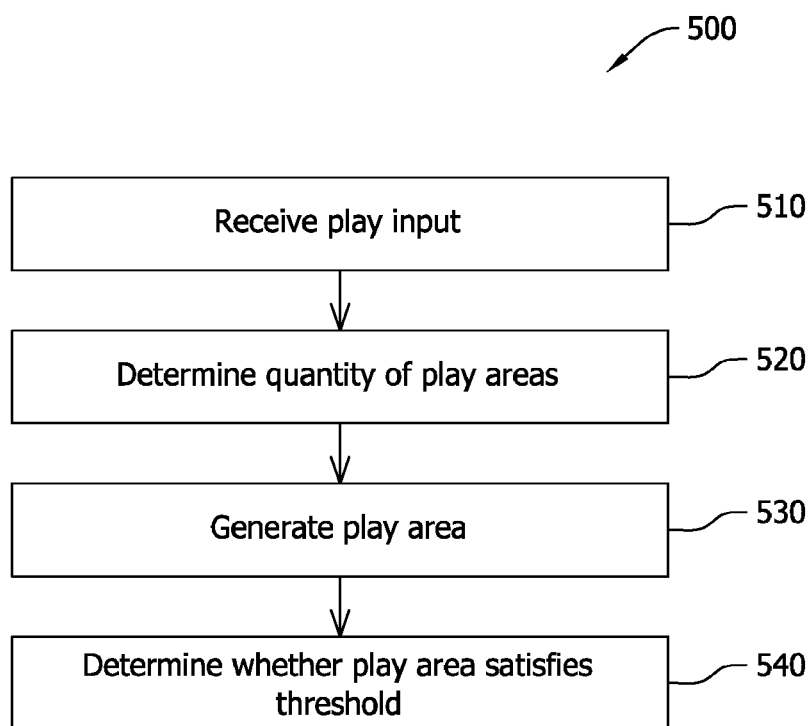 500
Receive play input
510
Determine quantity of play areas
520
Generate play area
530
Determine whether play area satisfies
threshold
540